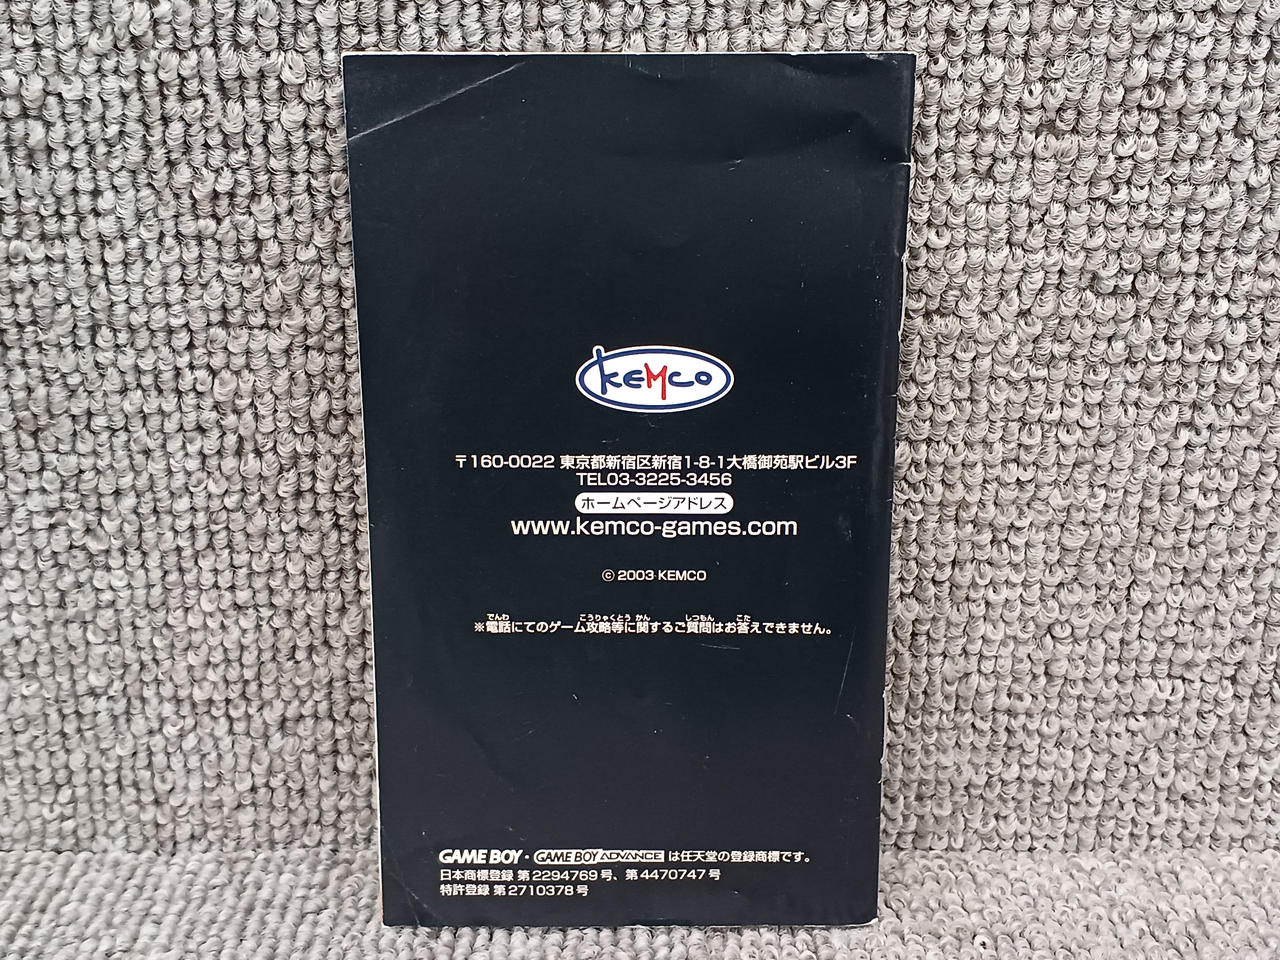 KEMCO
〒160-0022 東京都新宿区新宿1-8-1大橋御苑駅ビル3F
TEL03-3225-3456
ホームページアドレス
www.kemco-games.com
© 2003 KEMCO
でんわ こうりゃくとう かん しつもん こた
※電話にてのゲーム攻略等に関するご質問はお答えできません。
GAME BOY・GAME BOY ADVANCE は任天堂の登録商標です。
日本商標登録 第2294769号、第4470747号
特許登録 第2710378号